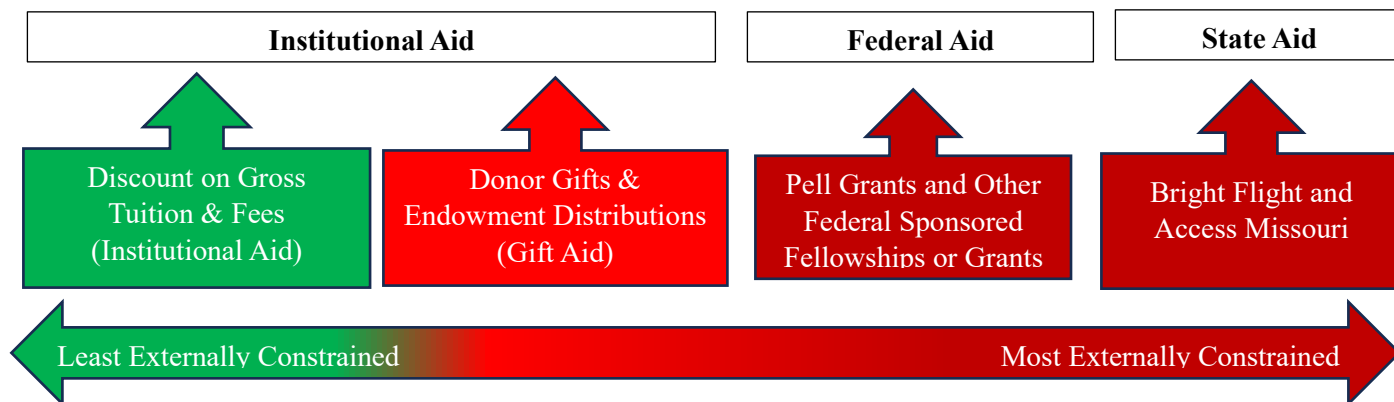 Institutional Aid
Federal Aid
State Aid
Discount on Gross
Tuition & Fees
(Institutional Aid)
Donor Gifts &
Endowment Distributions
(Gift Aid)
Pell Grants and Other
Federal Sponsored
Fellowships or Grants
Bright Flight and
Access Missouri
Least Externally Constrained
Most Externally Constrained